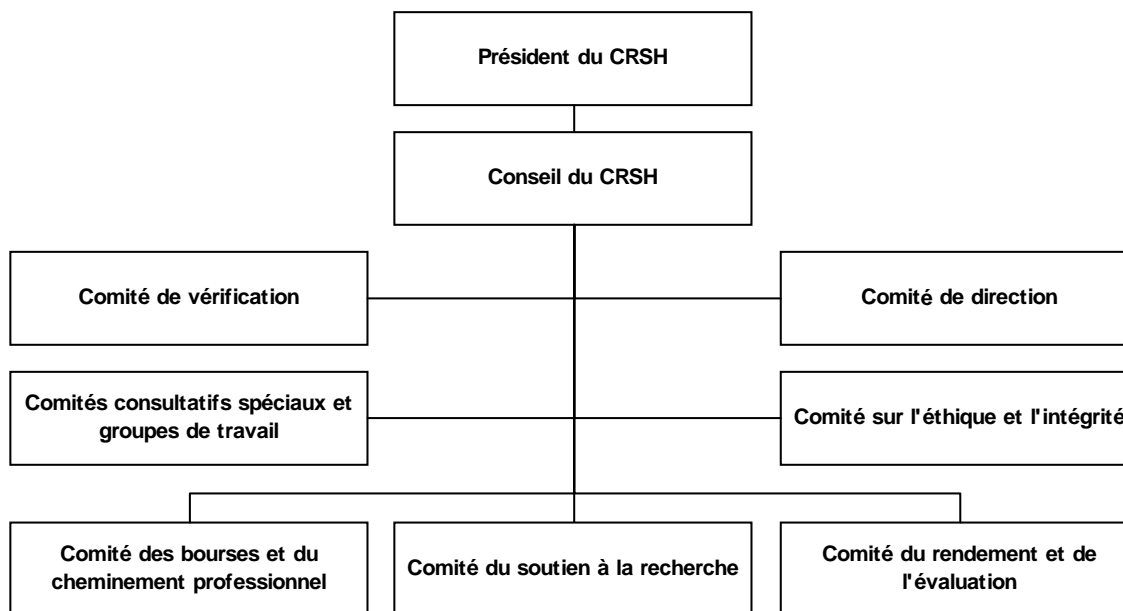 Président du CRSH
Conseil du CRSH
Comité de vérification
Comité de direction
Comités consultatifs spéciaux et
groupes de travail
Comité sur l'éthique et l'intégrité
Comité des bourses et du
cheminement professionnel
Comité du soutien à la recherche
Comité du rendement et de
l'évaluation